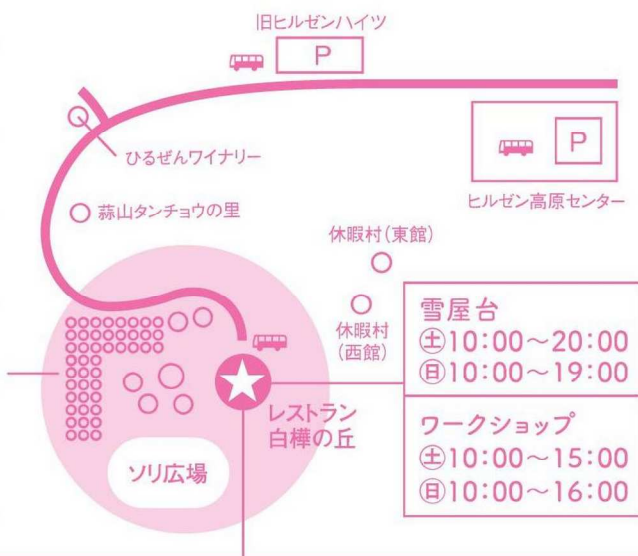 旧ヒルゼンハイツ
P
P
ひるぜんワイナリー
ヒルゼン高原センター
蒜山タンチョウの里
休暇村(東館)
休暇村
(西館)
雪屋台
㊏10:00～20:00
㊐10:00～19:00
レストラン
白樺の丘
ワークショップ
㊏10:00～15:00
㊐10:00～16:00
ソリ広場